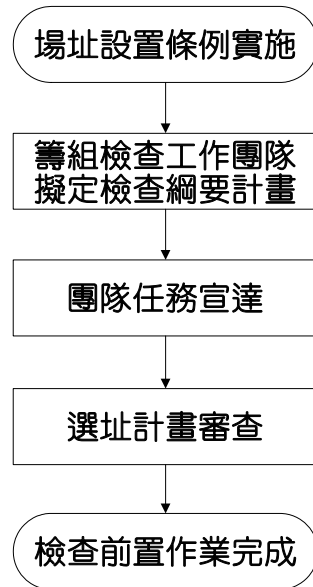 場址設置條例實施
籌組檢查工作團隊
擬定檢查綱要計畫
團隊任務宣達
選址計畫審查
檢查前置作業完成